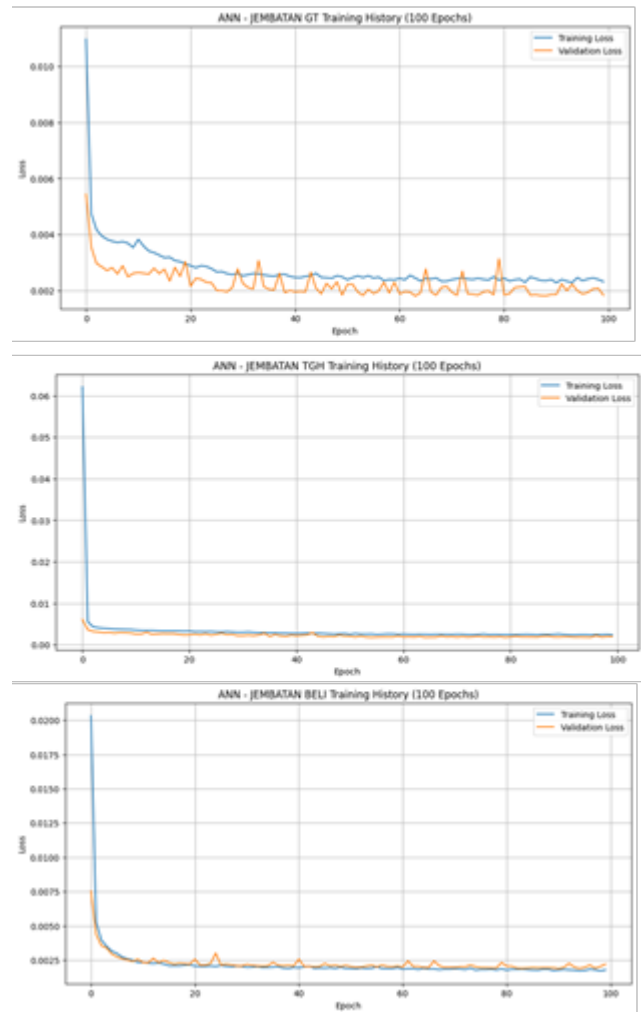 ANN - JEMBATAN GT Training History (100 Epochs)
Training Loss
Validation Loss
0.010
0.008
0.006
0.004
0.002
Loss
0 20 40 60 80 100
Epoch
ANN - JEMBATAN TGH Training History (100 Epochs)
Training Loss
Validation Loss
0.06
0.05
0.04
0.03
0.02
0.01
0.00
Loss
0 20 40 60 80 100
Epoch
ANN - JEMBATAN BELI Training History (100 Epochs)
Training Loss
Validation Loss
0.0200
0.0175
0.0150
0.0125
0.0100
0.0075
0.0050
0.0025
Loss
0 20 40 60 80 100
Epoch